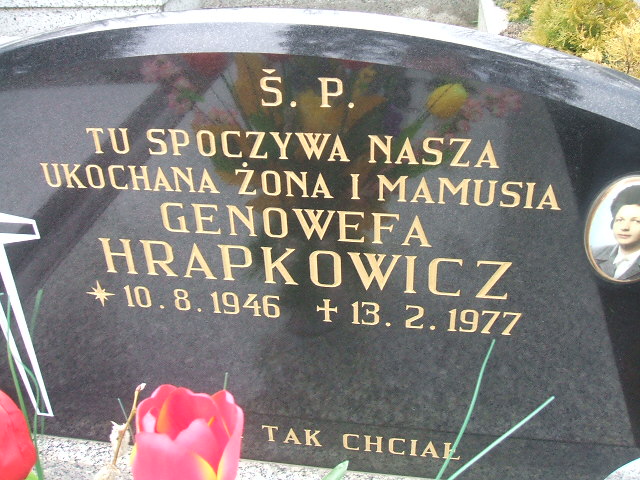 Š. P.
TU SPOCZYWA NASZA
UKOCHANA ŻONA I MAMUSIA
GENOWEFA
HRAPKOWICZ
* 10. 8. 1946 + 13. 2. 1977
TAK CHCIAŁ